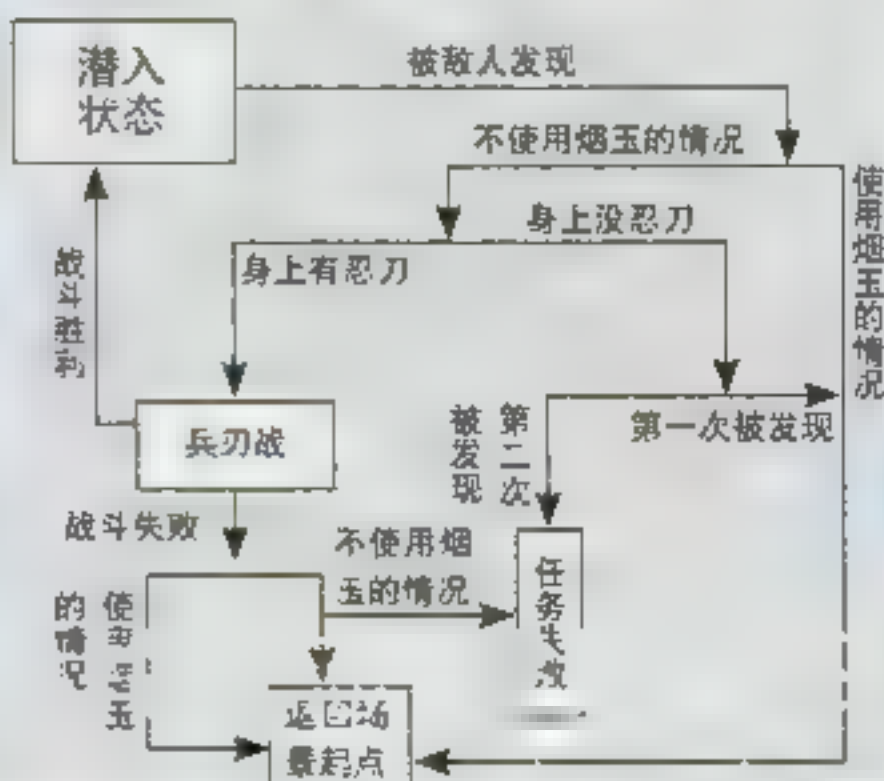 潜入
状态
被敌人发现
不使用烟玉的情况
使用烟玉的情况
身上没忍刀
身上有忍刀
战斗胜
兵刃战
第二次
被发现
第一次被发现
战斗失败
不使用烟
玉的情况
使玉
的情况
任务失败
返回场
景起点